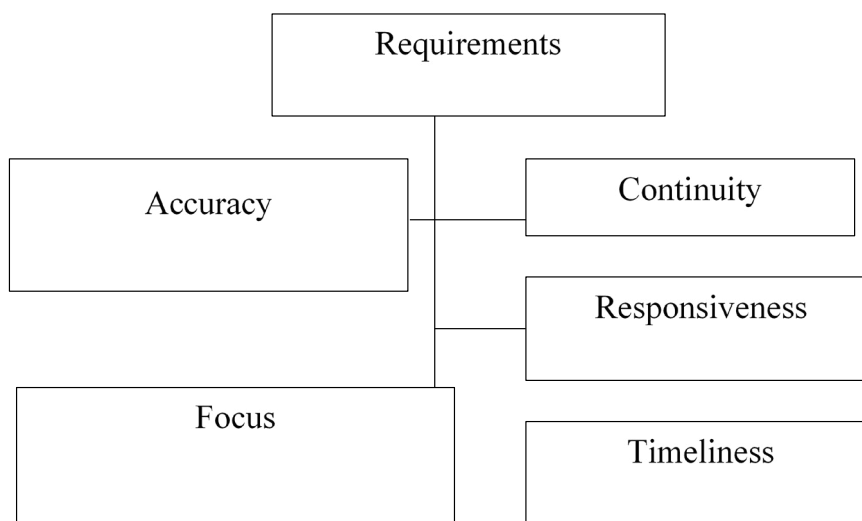 Requirements
Accuracy
Continuity
Responsiveness
Focus
Timeliness